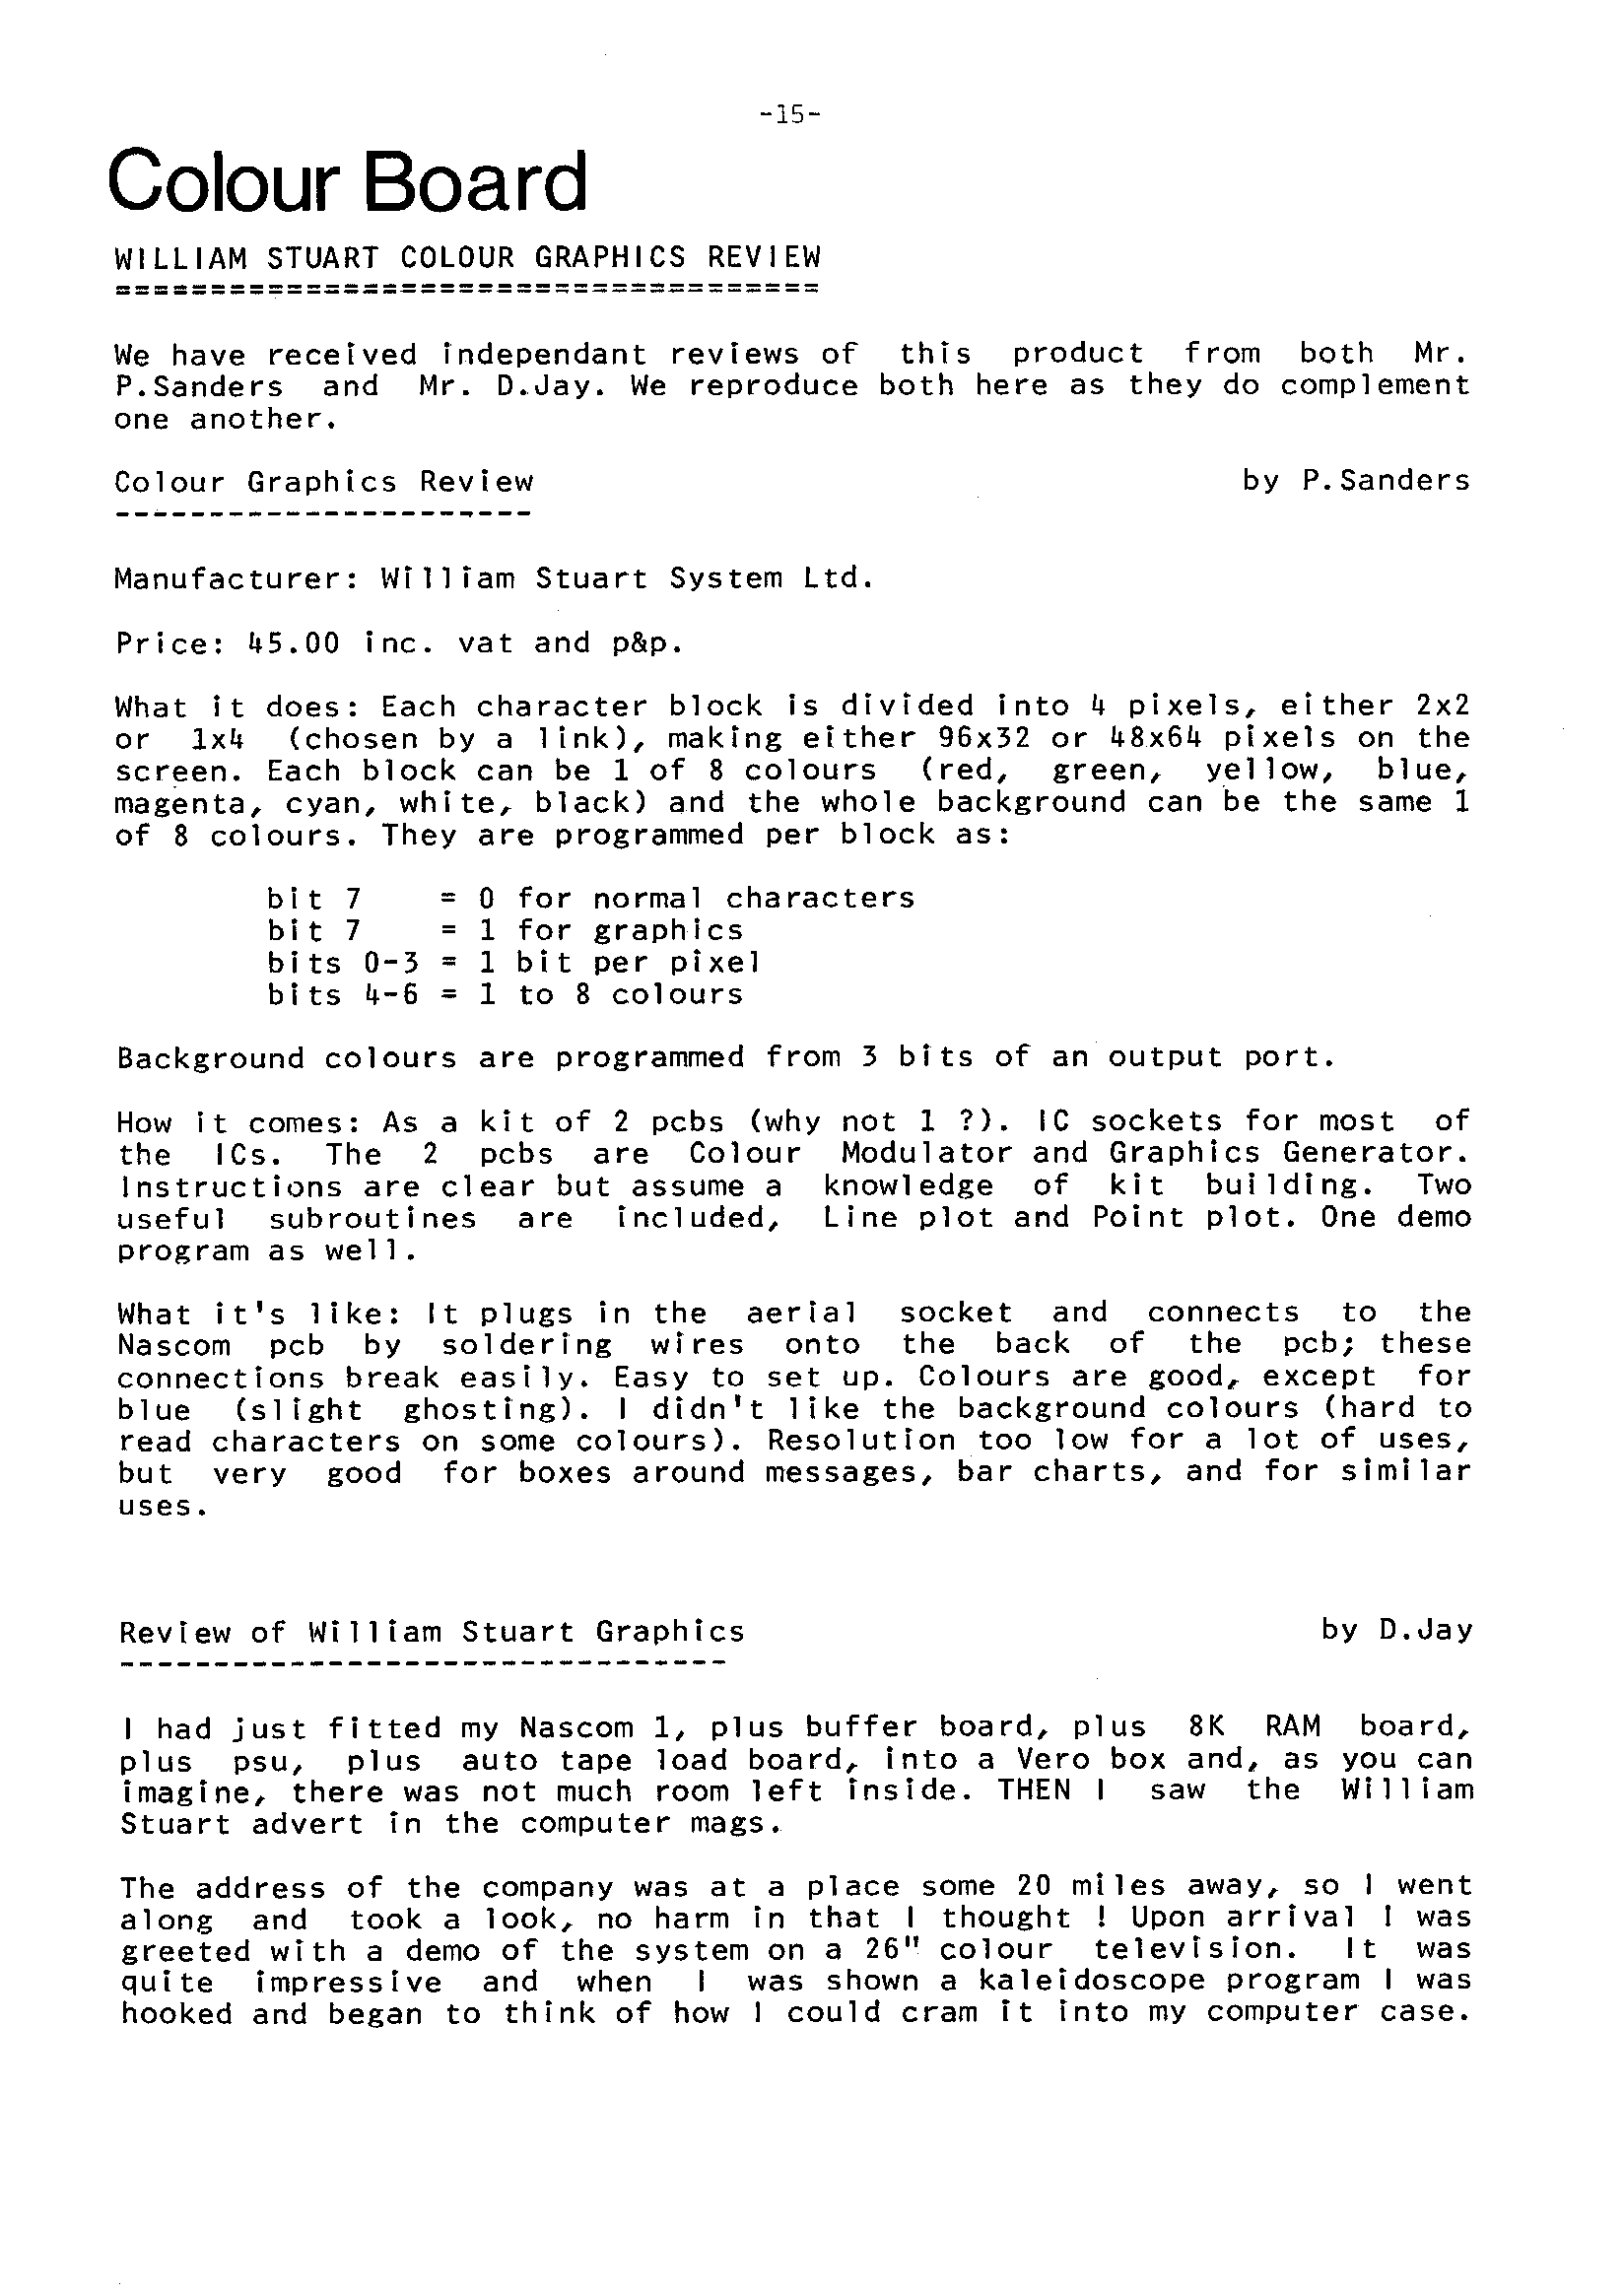 -15-
Colour Board
WILLIAM STUART COLOUR GRAPHICS REVIEW
=====================================
We have received independant reviews of this product from both Mr.
P.Sanders and Mr. D.Jay. We reproduce both here as they do complement
one another.
Colour Graphics Review by P.Sanders
----------------------
Manufacturer: William Stuart System Ltd.
Price: 45.00 inc. vat and p&p.
What it does: Each character block is divided into 4 pixels, either 2x2
or 1x4 (chosen by a link), making either 96x32 or 48x64 pixels on the
screen. Each block can be 1 of 8 colours (red, green, yellow, blue,
magenta, cyan, white, black) and the whole background can be the same 1
of 8 colours. They are programmed per block as:
bit 7 = 0 for normal characters
bit 7 = 1 for graphics
bits 0-3 = 1 bit per pixel
bits 4-6 = 1 to 8 colours
Background colours are programmed from 3 bits of an output port.
How it comes: As a kit of 2 pcbs (why not 1 ?). IC sockets for most of
the ICs. The 2 pcbs are Colour Modulator and Graphics Generator.
Instructions are clear but assume a knowledge of kit building. Two
useful subroutines are included, Line plot and Point plot. One demo
program as well.
What it's like: It plugs in the aerial socket and connects to the
Nascom pcb by soldering wires onto the back of the pcb; these
connections break easily. Easy to set up. Colours are good, except for
blue (slight ghosting). I didn't like the background colours (hard to
read characters on some colours). Resolution too low for a lot of uses,
but very good for boxes around messages, bar charts, and for similar
uses.
Review of William Stuart Graphics by D.Jay
--------------------------------
I had just fitted my Nascom 1, plus buffer board, plus 8K RAM board,
plus psu, plus auto tape load board, into a Vero box and, as you can
imagine, there was not much room left inside. THEN I saw the William
Stuart advert in the computer mags.
The address of the company was at a place some 20 miles away, so I went
along and took a look, no harm in that I thought ! Upon arrival I was
greeted with a demo of the system on a 26" colour television. It was
quite impressive and when I was shown a kaleidoscope program I was
hooked and began to think of how I could cram it into my computer case.